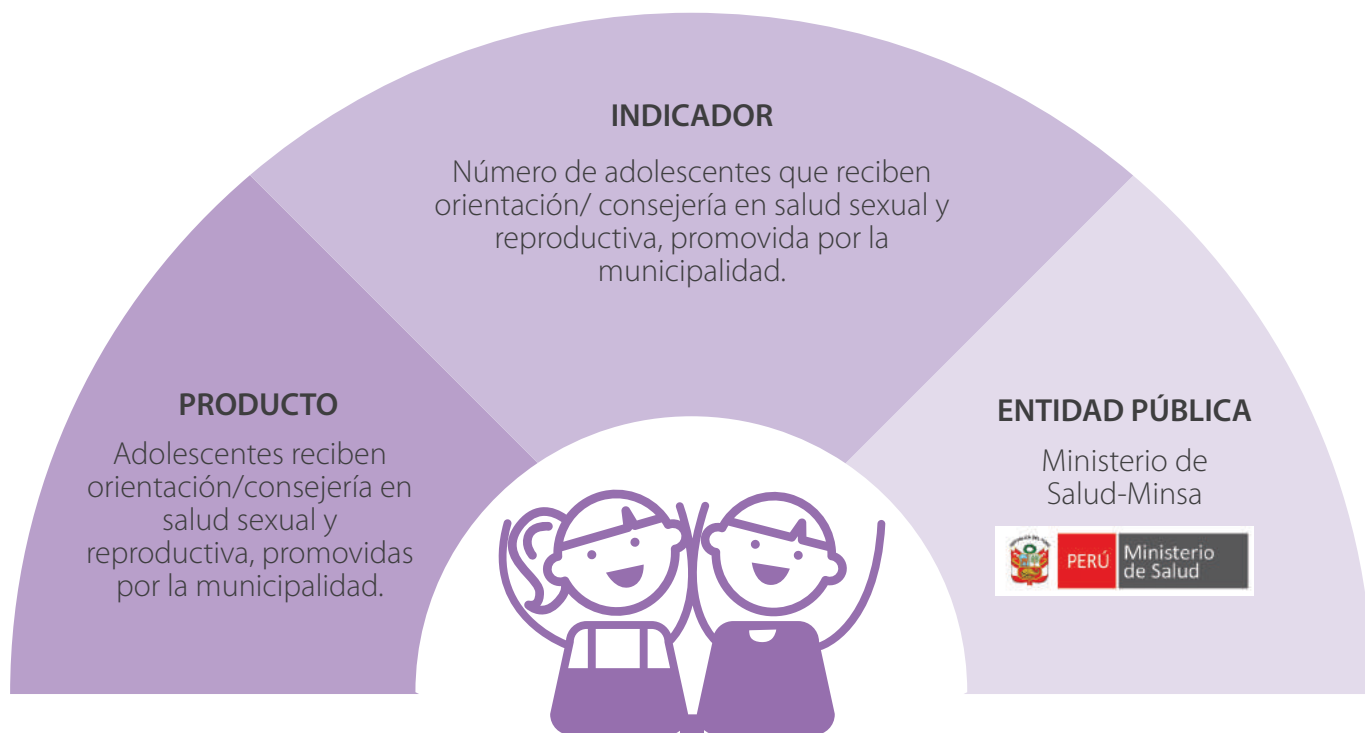 INDICADOR
Número de adolescentes que reciben
orientación/ consejería en salud sexual y
reproductiva, promovida por la
municipalidad.
PRODUCTO
Adolescentes reciben
orientación/consejería en
salud sexual y
reproductiva, promovidas
por la municipalidad.
ENTIDAD PÚBLICA
Ministerio de
Salud-Minsa
PERÚ
Ministerio
de Salud